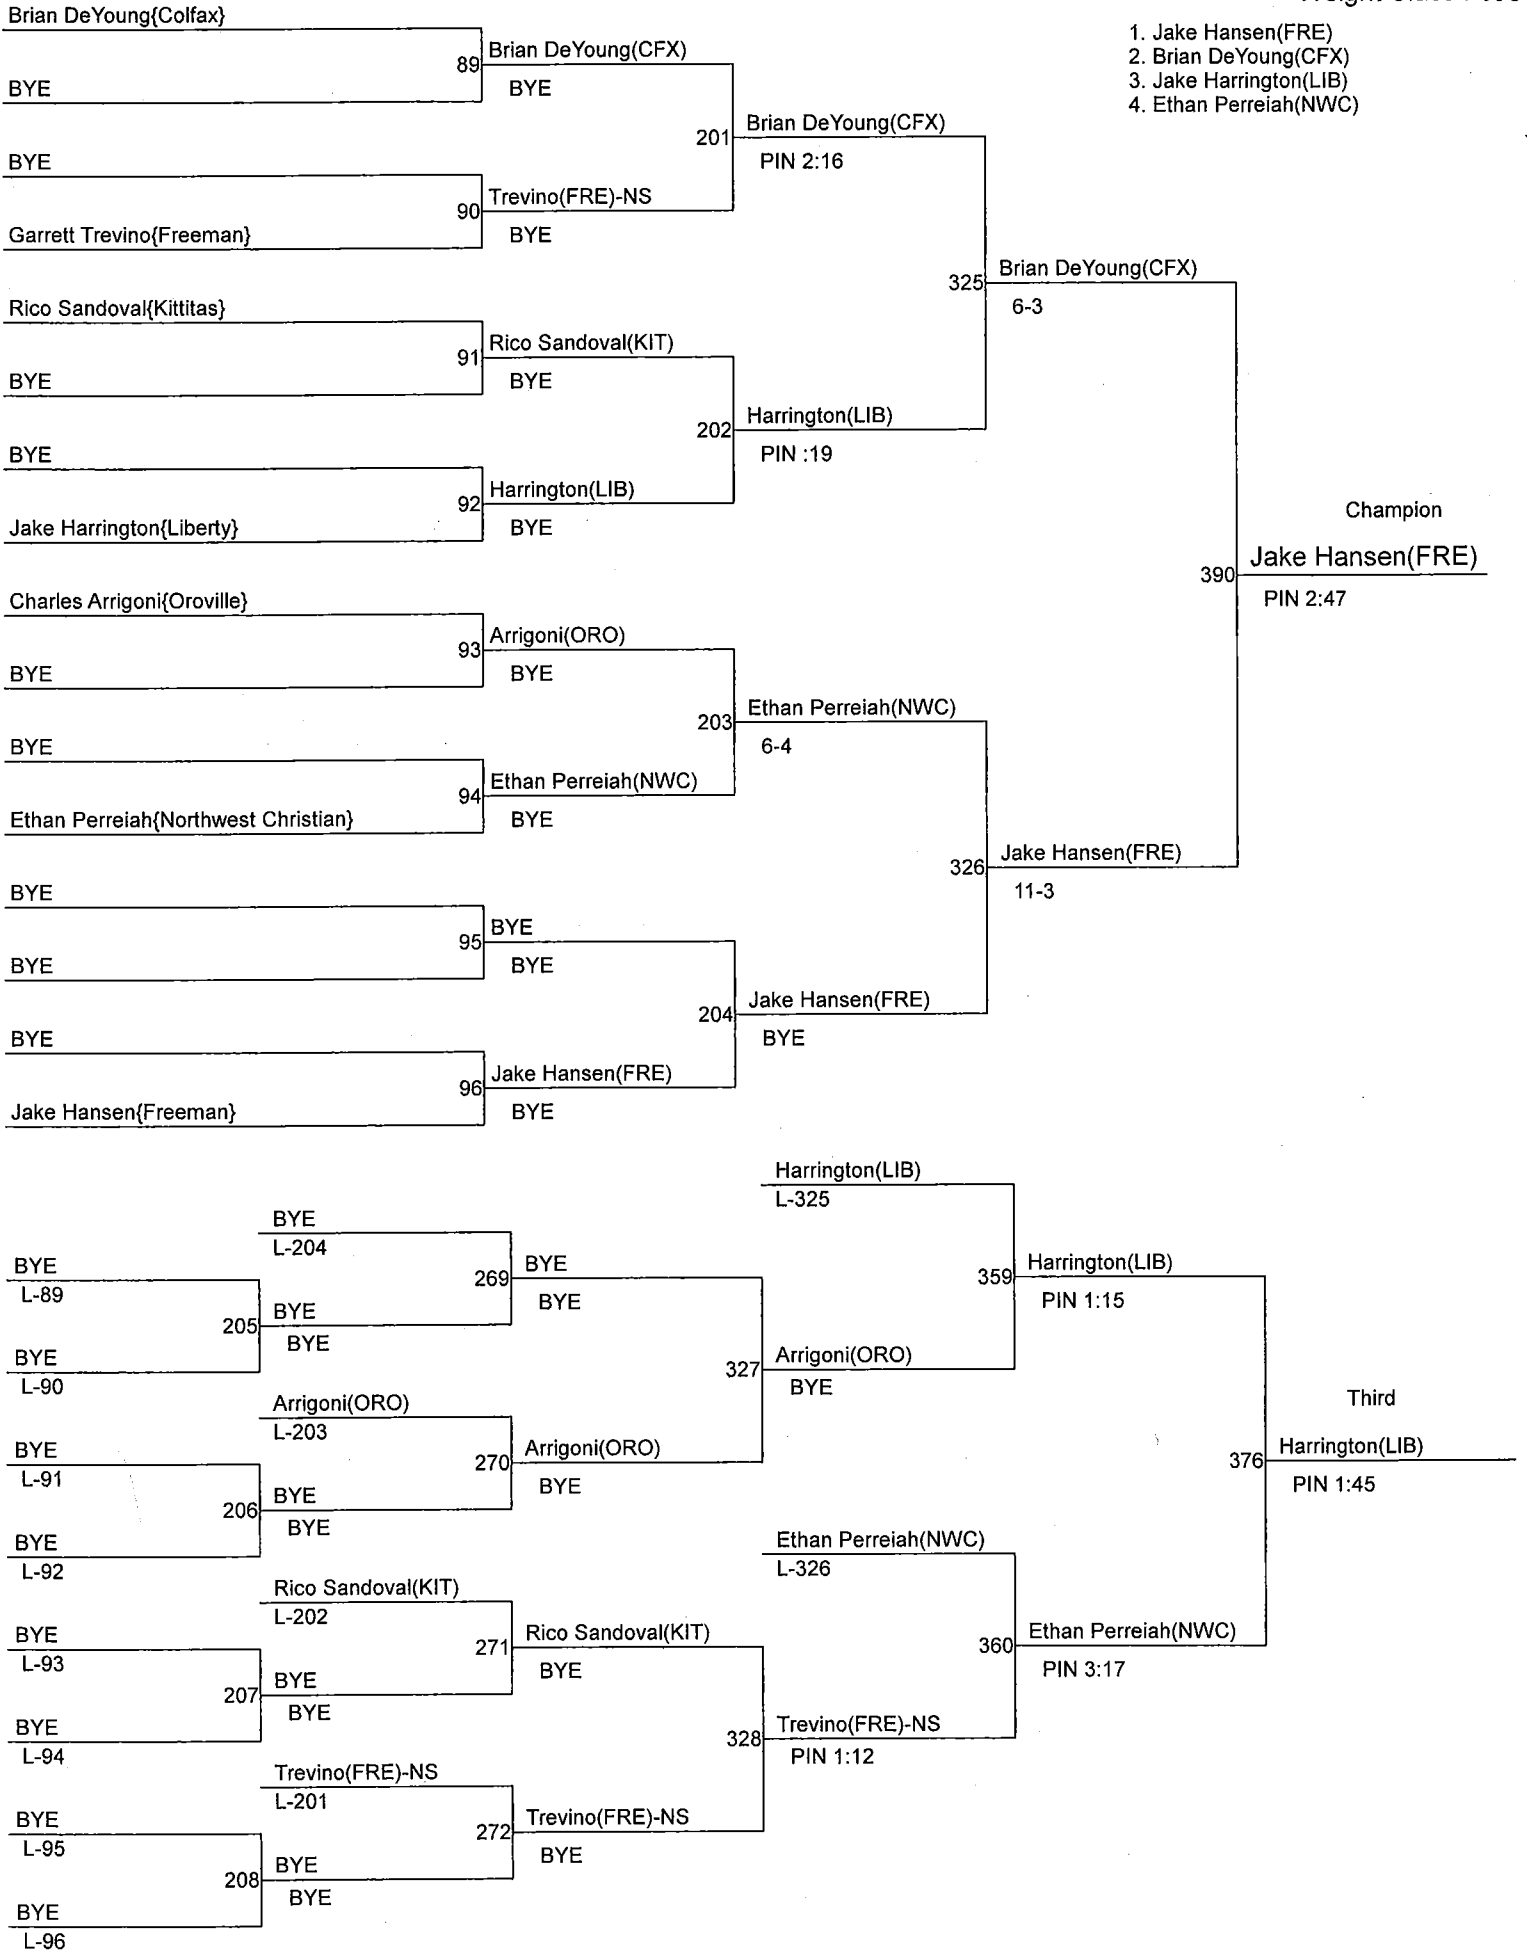 1. Jake Hansen(FRE)
2. Brian DeYoung(CFX)
3. Jake Harrington(LIB)
4. Ethan Perreiah(NWC)
Brian DeYoung{Colfax}
89
Brian DeYoung(CFX)
BYE
BYE
201
Brian DeYoung(CFX)
PIN 2:16
BYE
90
Trevino(FRE)-NS
BYE
Garrett Trevino{Freeman}
325
Brian DeYoung(CFX)
6-3
Rico Sandoval{Kittitas}
91
Rico Sandoval(KIT)
BYE
BYE
202
Harrington(LIB)
PIN :19
BYE
92
Harrington(LIB)
BYE
Jake Harrington{Liberty}
Champion
390
Jake Hansen(FRE)
PIN 2:47
Charles Arrigoni{Oroville}
93
Arrigoni(ORO)
BYE
BYE
203
Ethan Perreiah(NWC)
6-4
BYE
94
Ethan Perreiah(NWC)
BYE
Ethan Perreiah{Northwest Christian}
326
Jake Hansen(FRE)
11-3
BYE
95
BYE
BYE
BYE
204
Jake Hansen(FRE)
BYE
BYE
96
Jake Hansen(FRE)
BYE
Jake Hansen{Freeman}
Harrington(LIB)
L-325
BYE
L-204
269
BYE
BYE
359
Harrington(LIB)
PIN 1:15
BYE
L-89
205
BYE
BYE
BYE
L-90
327
Arrigoni(ORO)
BYE
Arrigoni(ORO)
L-203
270
Arrigoni(ORO)
BYE
Third
376
Harrington(LIB)
PIN 1:45
BYE
L-91
206
BYE
BYE
BYE
L-92
Ethan Perreiah(NWC)
L-326
Rico Sandoval(KIT)
L-202
271
Rico Sandoval(KIT)
BYE
360
Ethan Perreiah(NWC)
PIN 3:17
BYE
L-93
207
BYE
BYE
BYE
L-94
328
Trevino(FRE)-NS
PIN 1:12
Trevino(FRE)-NS
L-201
272
Trevino(FRE)-NS
BYE
BYE
L-95
208
BYE
BYE
BYE
L-96